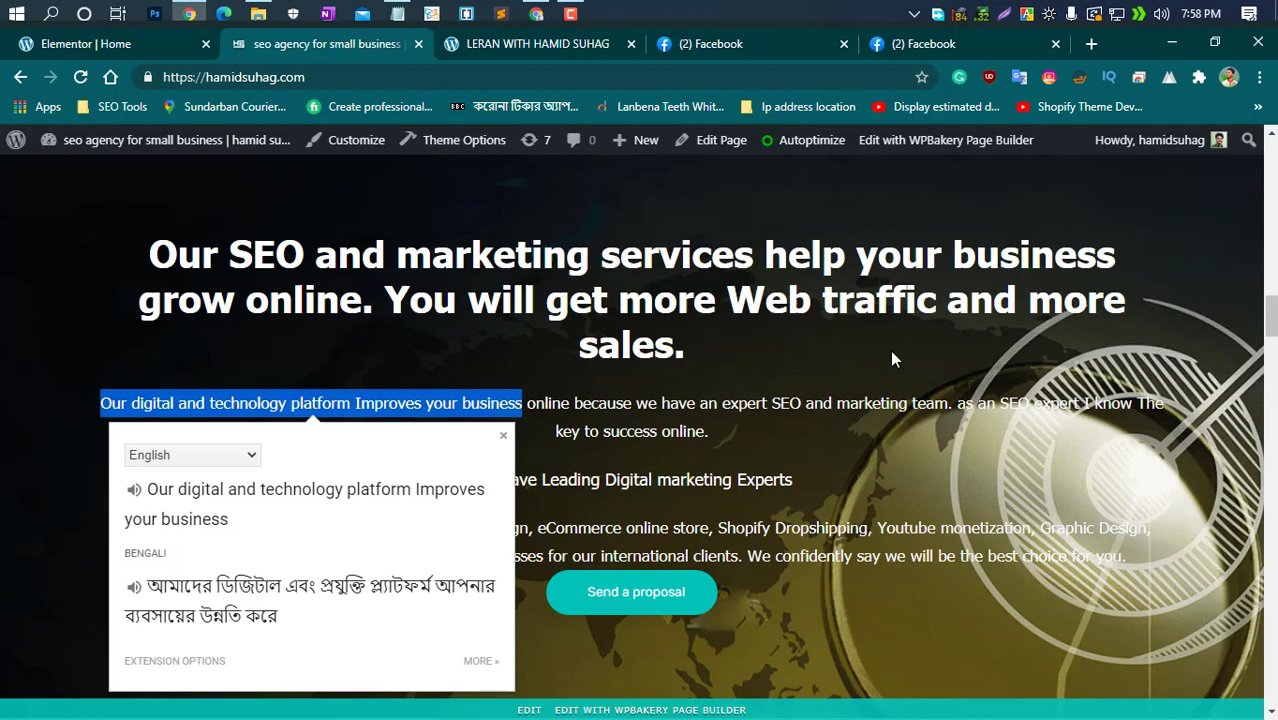 84 .32 7:58 PM
Elementor | Home
seo agency for small business |
LERAN WITH HAMID SUHAG
(2) Facebook
(2) Facebook
https://hamidsuhag.com
Apps SEO Tools Sundarban Courier... Create professional... BBC করোনা টিকার অ্যাপ... Lanbena Teeth Whit... Ip address location Display estimated d... Shopify Theme Dev... »
seo agency for small business | hamid su... Customize Theme Options 7 0 New Edit Page Autoptimize Edit with WPBakery Page Builder Howdy, hamidsuhag
Our SEO and marketing services help your business
grow online. You will get more Web traffic and more
sales.
Our digital and technology platform Improves your business online because we have an expert SEO and marketing team. as an SEO expert I know The
key to success online.
English
Our digital and technology platform Improves
your business
BENGALI
আমাদের ডিজিটাল এবং প্রযুক্তি প্ল্যাটফর্ম আপনার
ব্যবসায়ের উন্নতি করে
EXTENSION OPTIONS MORE »
ave Leading Digital marketing Experts
gn, eCommerce online store, Shopify Dropshipping, Youtube monetization, Graphic Design,
sses for our international clients. We confidently say we will be the best choice for you.
Send a proposal
EDIT EDIT WITH WPBAKERY PAGE BUILDER